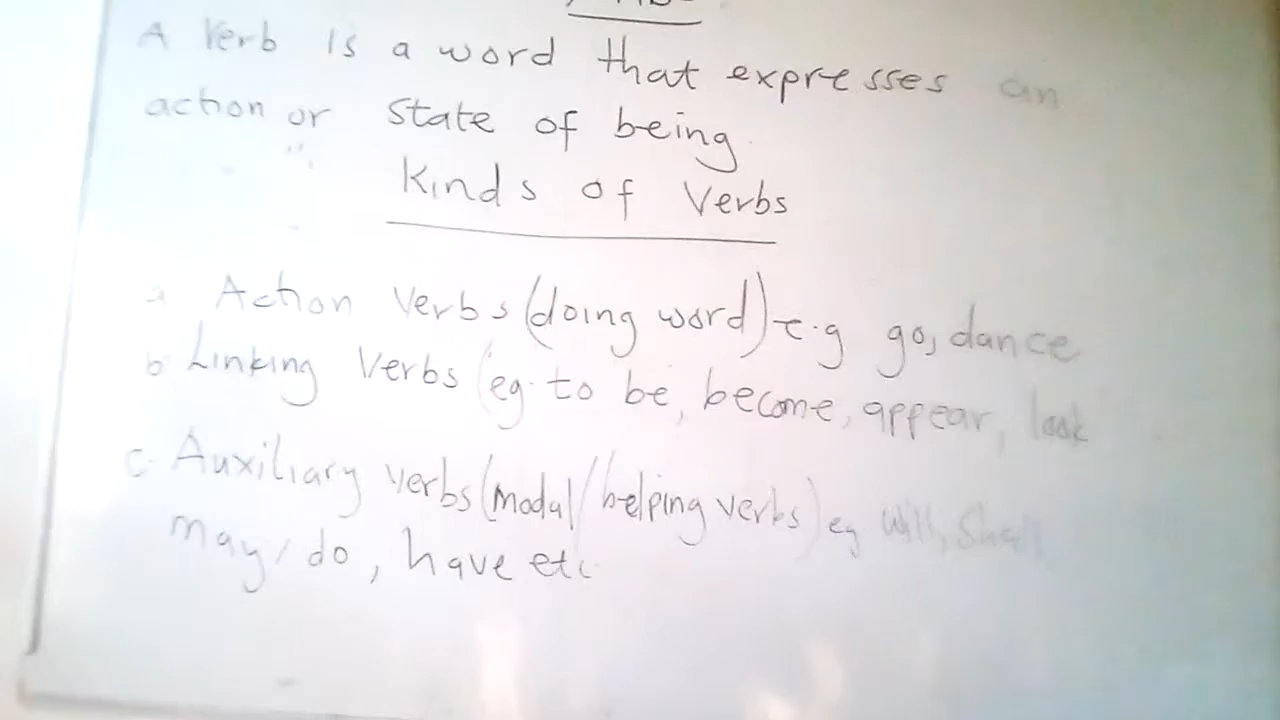 A Verb is a word that expresses an
action or state of being.
Kinds of Verbs
a Action Verbs (doing word) e.g go, dance
b Linking Verbs (eg. to be, become, appear, look
c. Auxiliary verbs (modal/helping verbs) eg will, shall
may, do, have etc